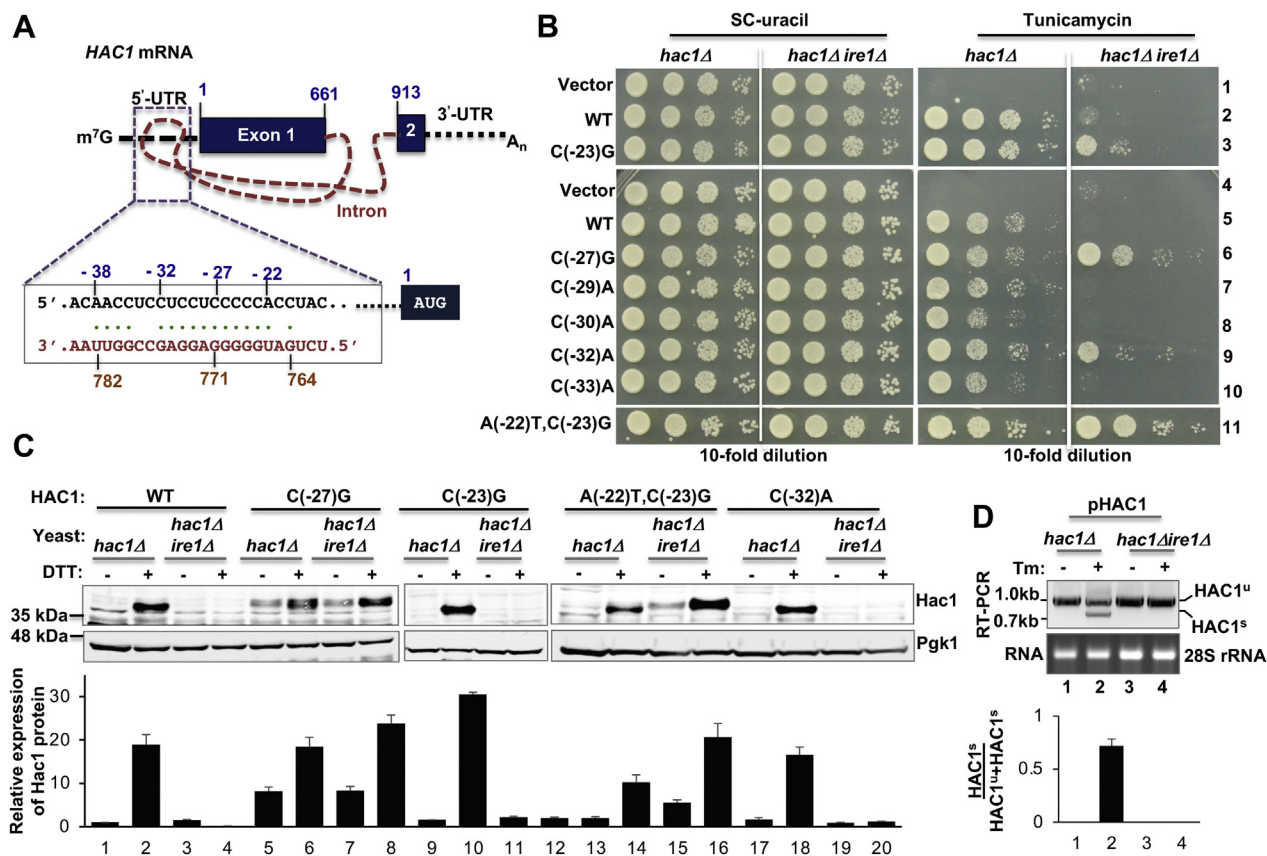 A
HAC1 mRNA
5'-UTR
1
661
913
3'-UTR
m⁷G
Exon 1
2
Aₙ
Intron
- 38 - 32 - 27 - 22
1
5'.ACAACCUCCUCCUCCCCCACCUAC. . .
AUG
3'.AAUUGGCCGAGGAGGGGGUAGUCU.5'
782 771 764
B
SC-uracil Tunicamycin
hac1Δ hac1Δ ire1Δ hac1Δ hac1Δ ire1Δ
Vector 1
WT 2
C(-23)G 3
Vector 4
WT 5
C(-27)G 6
C(-29)A 7
C(-30)A 8
C(-32)A 9
C(-33)A 10
A(-22)T,C(-23)G 11
10-fold dilution 10-fold dilution
C
HAC1: WT C(-27)G C(-23)G A(-22)T,C(-23)G C(-32)A
Yeast: hac1Δ hac1Δ ire1Δ hac1Δ hac1Δ ire1Δ hac1Δ hac1Δ ire1Δ hac1Δ hac1Δ ire1Δ hac1Δ hac1Δ ire1Δ
DTT: - + - + - + - + - + - + - + - + - + - +
Hac1
35 kDa
48 kDa
Pgk1
Relative expression of Hac1 protein
30
20
10
0
1 2 3 4 5 6 7 8 9 10 11 12 13 14 15 16 17 18 19 20
D
pHAC1
hac1Δ hac1Δire1Δ
Tm: - + - +
RT-PCR
1.0kb HAC1ᵘ
0.7kb HAC1ˢ
RNA 28S rRNA
1 2 3 4
HAC1ˢ
HAC1ᵘ+HAC1ˢ
1
0.5
0
1 2 3 4